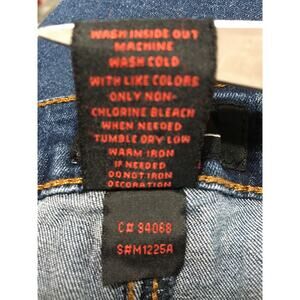 WASH INSIDE OUT
MACHINE
WASH COLD
WITH LIKE COLORS
ONLY NON-
CHLORINE BLEACH
WHEN NEEDED
TUMBLE DRY LOW
WARM IRON
IF NEEDED
DO NOT IRON
DECORATION
C# 94068
S#M1225A